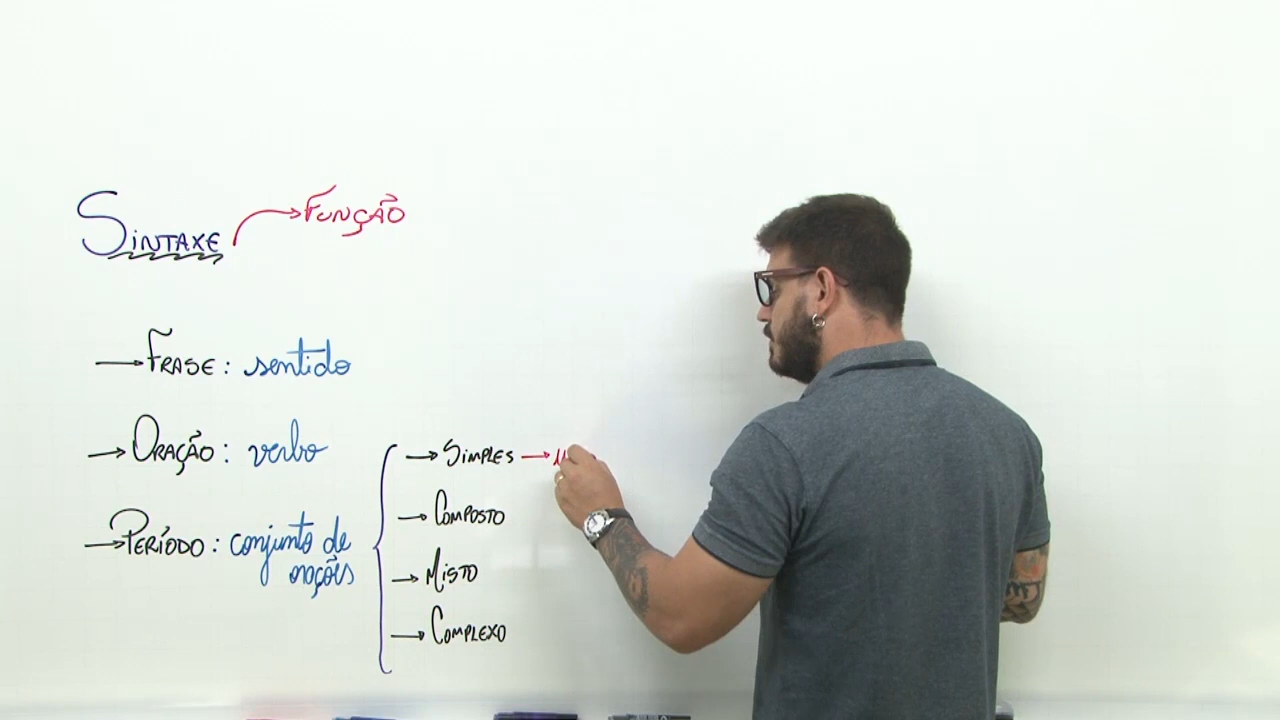 SINTAXE → FUNÇÃO
→ FRASE : sentido
→ ORAÇÃO : verbo
→ PERÍODO : conjunto de
orações
→ SIMPLES →
→ COMPOSTO
→ MISTO
→ COMPLEXO